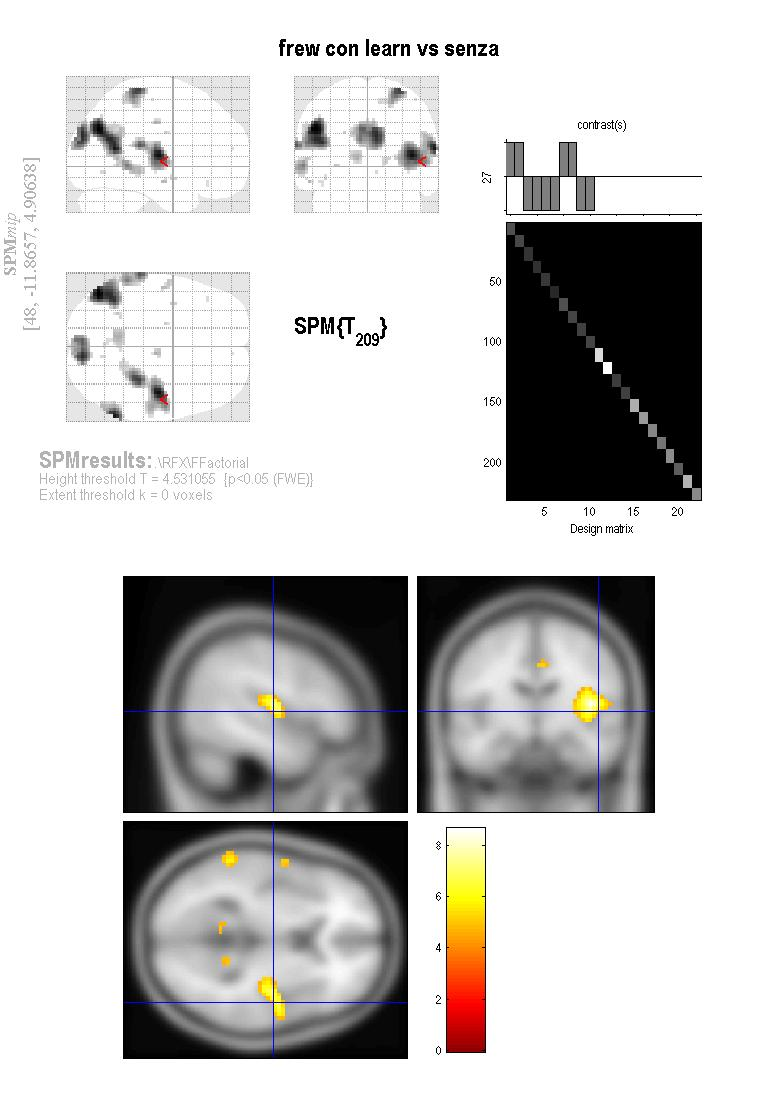 frew con learn vs senza
SPMmip
[48, -11.8657, 4.90638]
<
<
<
SPM{T209}
contrast(s)
27
50
100
150
200
5 10 15 20
Design matrix
SPMresults: .\RFX\FFactorial
Height threshold T = 4.531055 {p<0.05 (FWE)}
Extent threshold k = 0 voxels
8
6
4
2
0